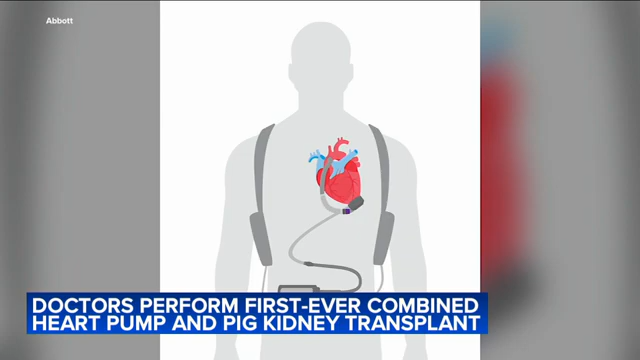 Abbott
DOCTORS PERFORM FIRST-EVER COMBINED
HEART PUMP AND PIG KIDNEY TRANSPLANT